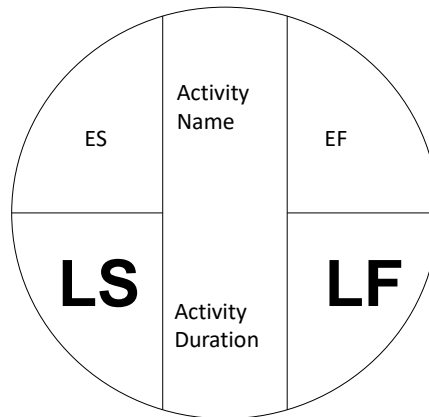 Activity
Name
ES
EF
LS
LF
Activity
Duration